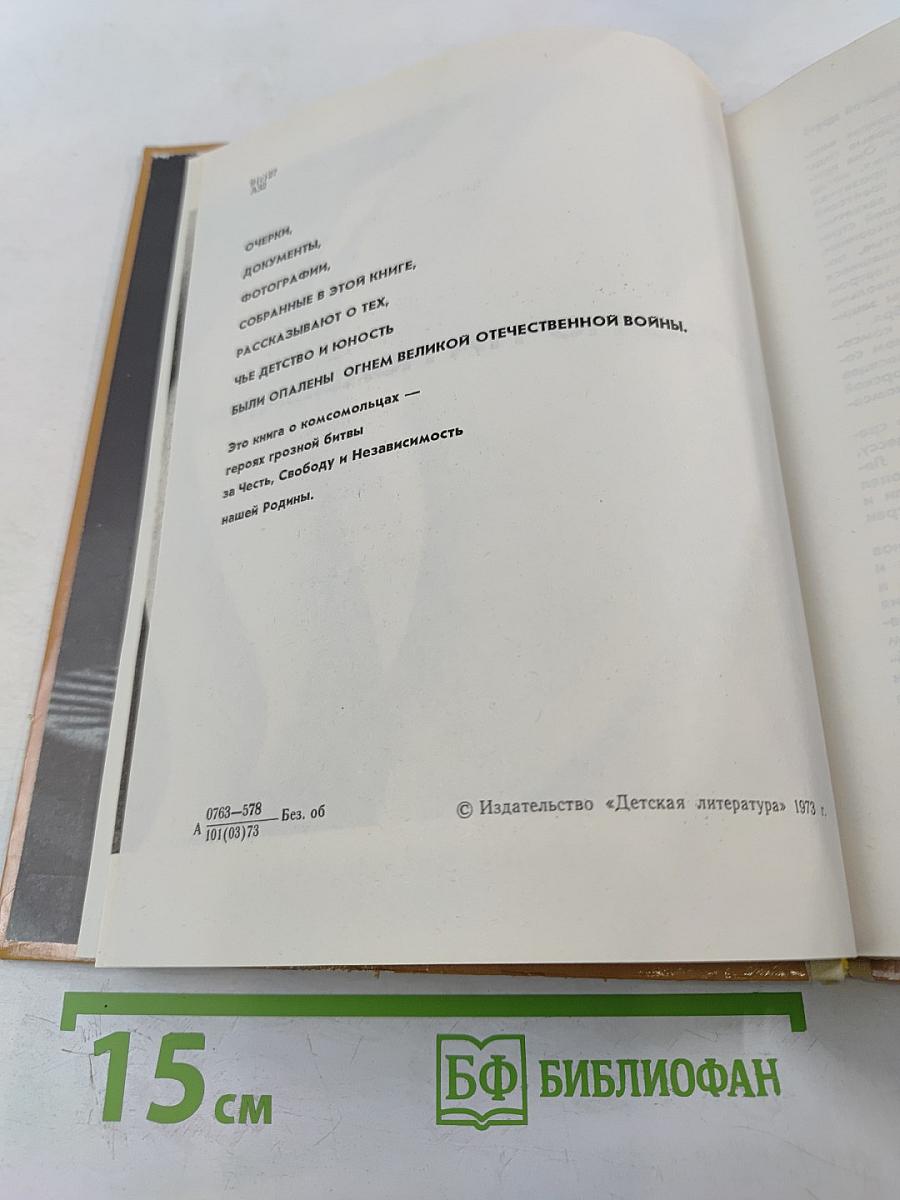 ОЧЕРКИ,
ДОКУМЕНТЫ,
ФОТОГРАФИИ,
СОБРАННЫЕ В ЭТОЙ КНИГЕ,
РАССКАЗЫВАЮТ О ТЕХ,
ЧЬЕ ДЕТСТВО И ЮНОСТЬ
БЫЛИ ОПАЛЕНЫ ОГНЕМ ВЕЛИКОЙ ОТЕЧЕСТВЕННОЙ ВОЙНЫ.
Это книга о комсомольцах —
героях грозной битвы
за Честь, Свободу и Независимость
нашей Родины.
А 0763—578 Без. об
101(03)73
© Издательство «Детская литература» 1973 г.
15 см
БФ БИБЛИОФАН